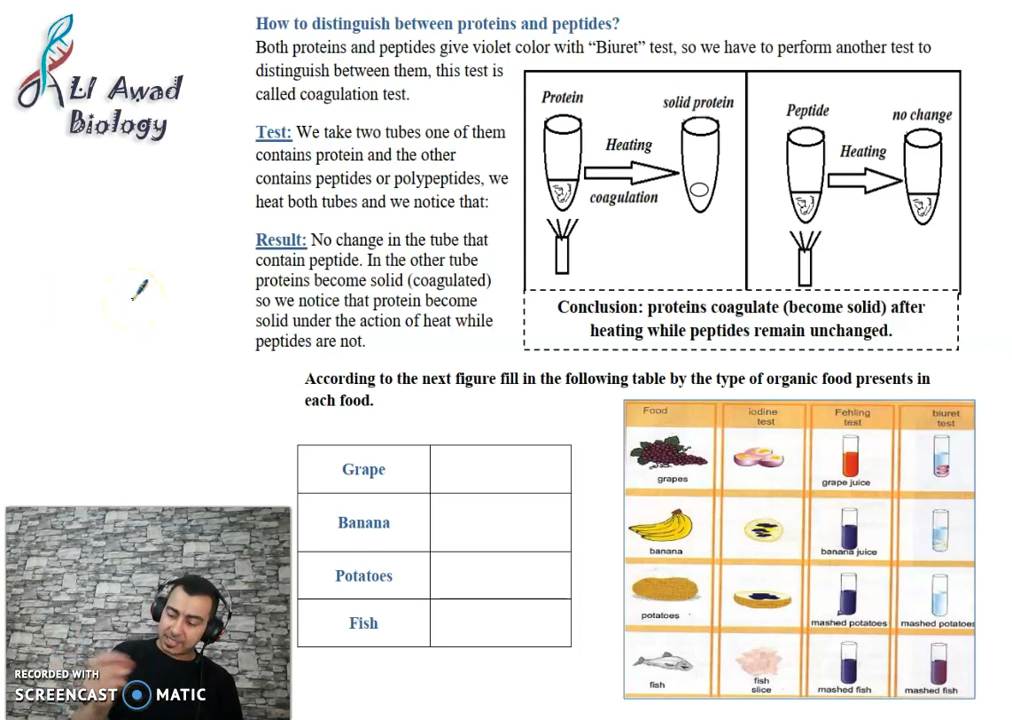 ALI Awad
Biology
How to distinguish between proteins and peptides?
Both proteins and peptides give violet color with “Biuret” test, so we have to perform another test to
distinguish between them, this test is
called coagulation test.
Test: We take two tubes one of them
contains protein and the other
contains peptides or polypeptides, we
heat both tubes and we notice that:
Result: No change in the tube that
contain peptide. In the other tube
proteins become solid (coagulated)
so we notice that protein become
solid under the action of heat while
peptides are not.
Protein
solid protein
Heating
coagulation
Peptide
no change
Heating
Conclusion: proteins coagulate (become solid) after
heating while peptides remain unchanged.
According to the next figure fill in the following table by the type of organic food presents in
each food.
Grape
Banana
Potatoes
Fish
Food
iodine
test
Fehling
test
biuret
test
grapes
grape juice
banana
banana juice
potatoes
mashed potatoes
mashed potatoes
fish
fish
slice
mashed fish
mashed fish
RECORDED WITH
SCREENCAST MATIC